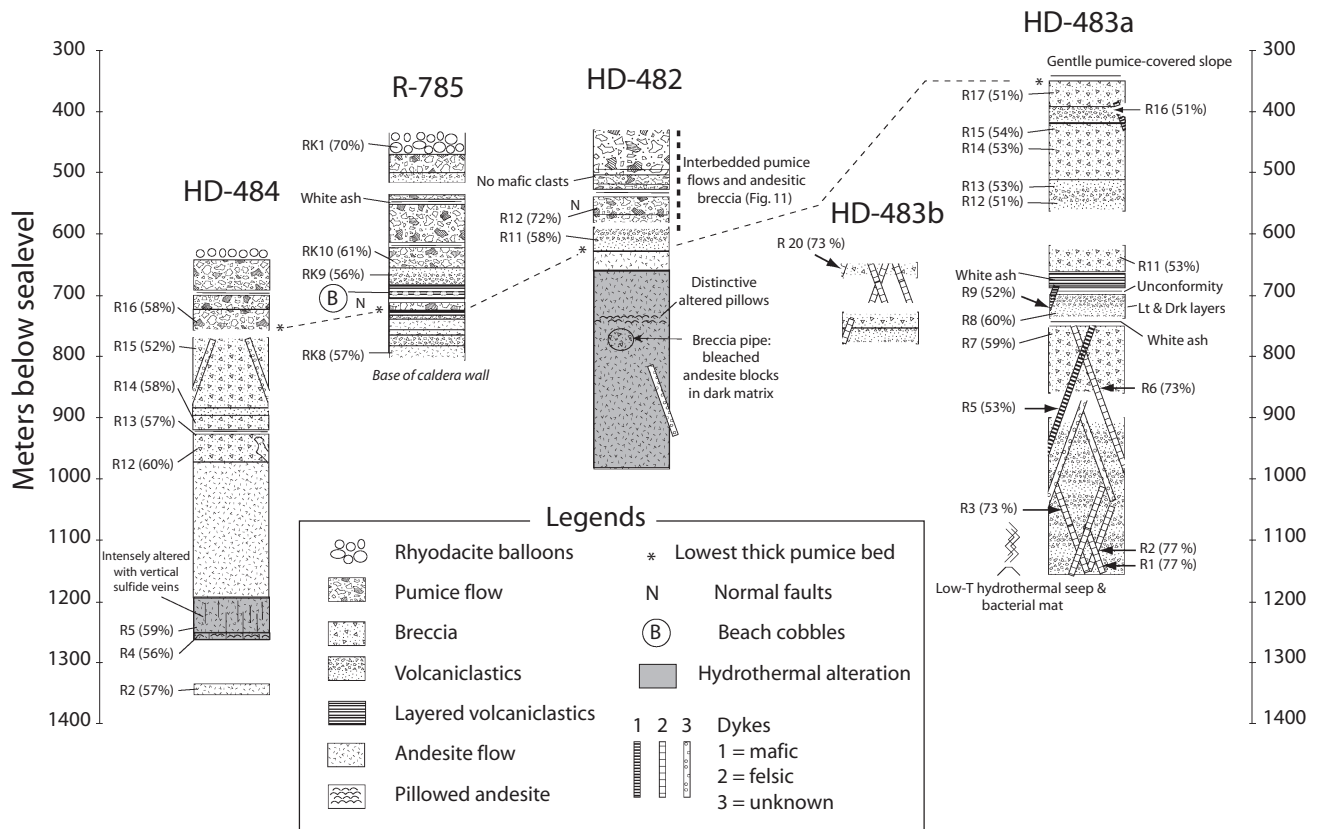 HD-483a
300
400
500
600
700
800
900
1000
1100
1200
1300
1400
Meters below sealevel
HD-484
R16 (58%)
*
R15 (52%)
R14 (58%)
R13 (57%)
R12 (60%)
Intensely altered
with vertical
sulfide veins
R5 (59%)
R4 (56%)
R2 (57%)
R-785
RK1 (70%)
White ash
RK10 (61%)
RK9 (56%)
B
N
*
RK8 (57%)
Base of caldera wall
HD-482
No mafic clasts
N
R12 (72%)
R11 (58%)
*
Interbedded pumice
flows and andesitic
breccia (Fig. 11)
Distinctive
altered pillows
Breccia pipe:
bleached
andesite blocks
in dark matrix
HD-483b
R 20 (73 %)
Gentlle pumice-covered slope
*
R17 (51%)
R16 (51%)
R15 (54%)
R14 (53%)
R13 (53%)
R12 (51%)
R11 (53%)
White ash
Unconformity
R9 (52%)
Lt & Drk layers
R8 (60%)
R7 (59%)
White ash
R6 (73%)
R5 (53%)
R3 (73 %)
R2 (77 %)
R1 (77 %)
Low-T hydrothermal seep &
bacterial mat
300
400
500
600
700
800
900
1000
1100
1200
1300
1400
Legends
Rhyodacite balloons
Pumice flow
Breccia
Volcaniclastics
Layered volcaniclastics
Andesite flow
Pillowed andesite
* Lowest thick pumice bed
N Normal faults
B Beach cobbles
Hydrothermal alteration
1 2 3 Dykes
1 = mafic
2 = felsic
3 = unknown